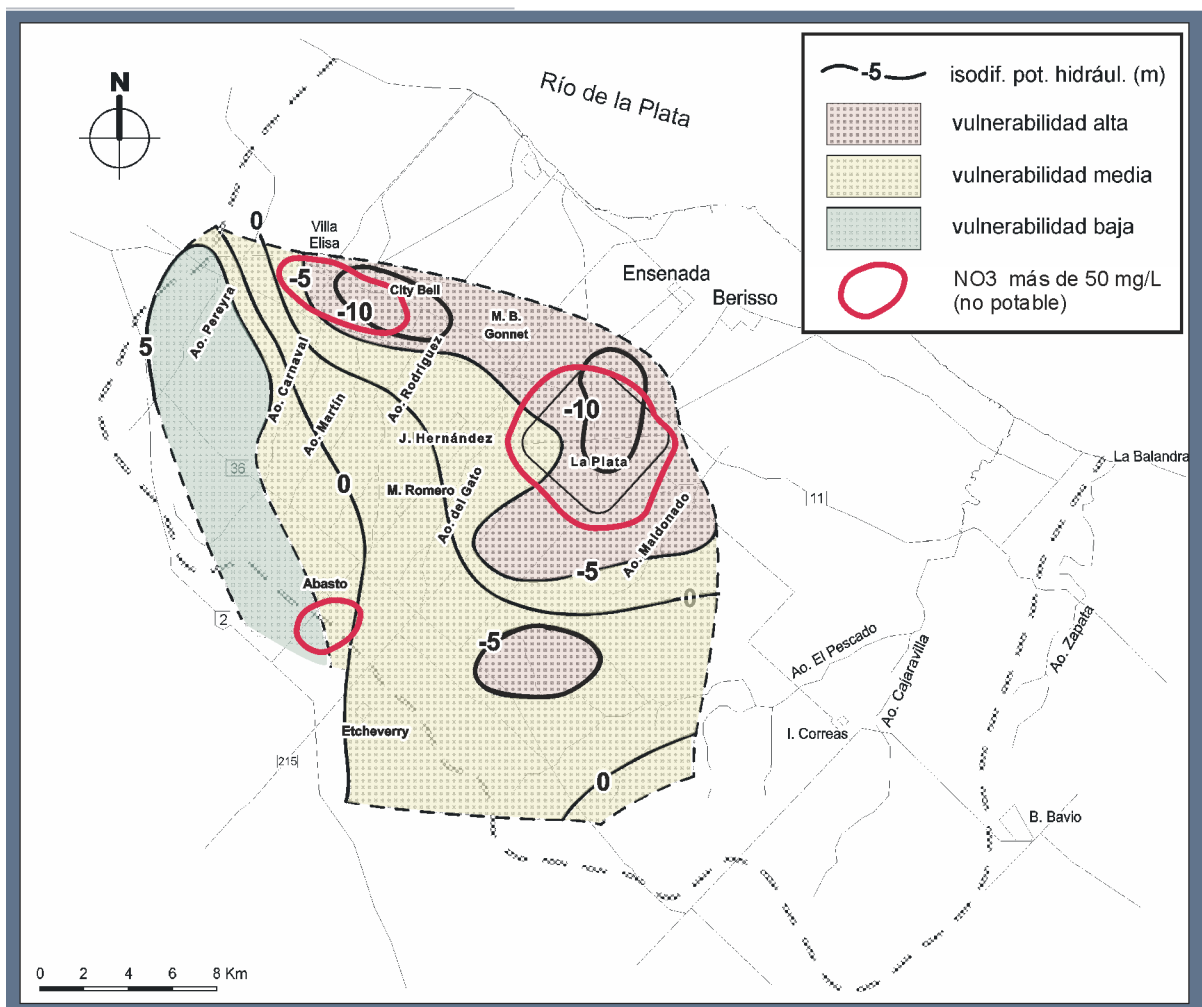 N
Río de la Plata
-5 isodif. pot. hidrául. (m)
vulnerabilidad alta
vulnerabilidad media
vulnerabilidad baja
NO3 más de 50 mg/L
(no potable)
0
Villa
Elisa
-5
City Bell
-10
Ensenada
Berisso
M. B.
Gonnet
Ao. Pereyra
5
Ao. Carnaval
Ao. Martín
Ao. Rodríguez
-10
J. Hernández
La Plata
La Balandra
36
0
M. Romero
Ao. del Gato
11
Ao. Maldonado
Abasto
-5
0
2
-5
Ao. El Pescado
Ao. Cajaravilla
Ao. Zapata
Etcheverry
I. Correas
215
0
B. Bavio
0 2 4 6 8 Km